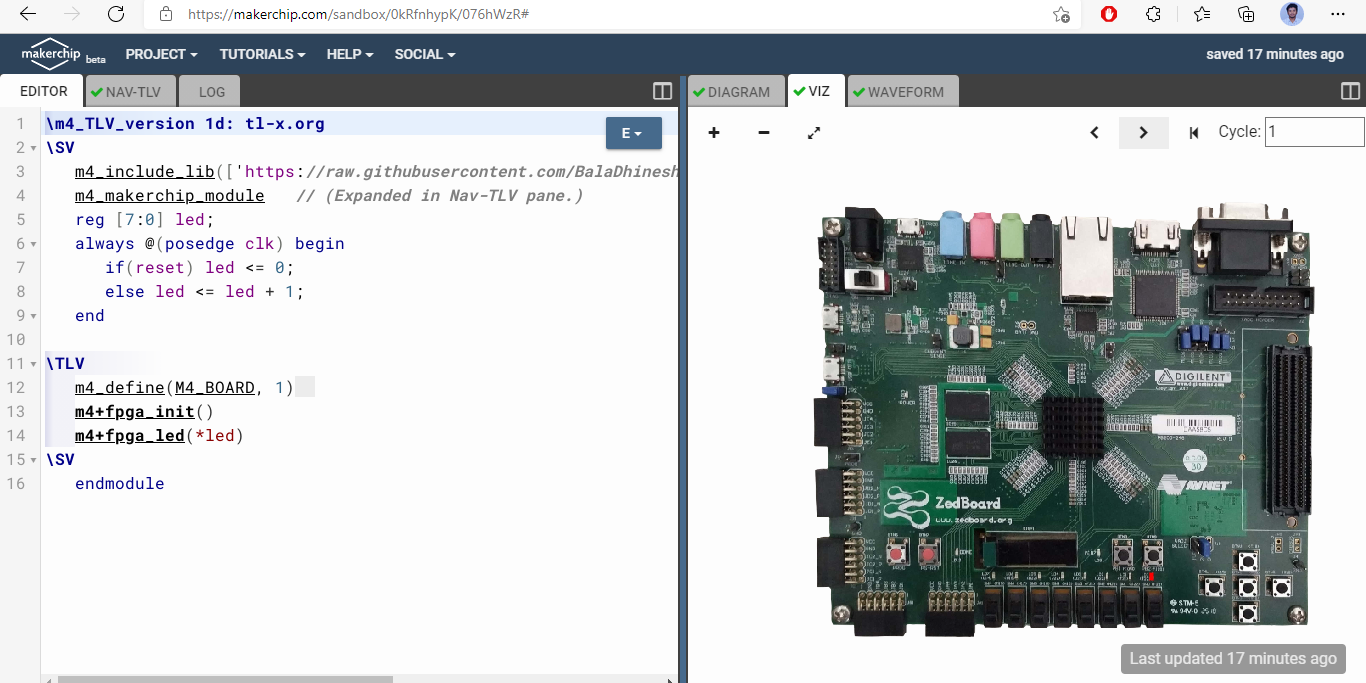 https://makerchip.com/sandbox/0kRfnhypK/076hWzR#
makerchip beta PROJECT TUTORIALS HELP SOCIAL saved 17 minutes ago
EDITOR NAV-TLV LOG
DIAGRAM VIZ WAVEFORM
E
Cycle: 1
1 \m4_TLV_version 1d: tl-x.org
2 \SV
3 m4_include_lib(['https://raw.githubusercontent.com/BalaDhinesh
4 m4_makerchip_module // (Expanded in Nav-TLV pane.)
5 reg [7:0] led;
6 always @(posedge clk) begin
7 if(reset) led <= 0;
8 else led <= led + 1;
9 end
10
11 \TLV
12 m4_define(M4_BOARD, 1)
13 m4+fpga_init()
14 m4+fpga_led(*led)
15 \SV
16 endmodule
DIGILENT
AVNET
ZedBoard
www.zedboard.org
Last updated 17 minutes ago